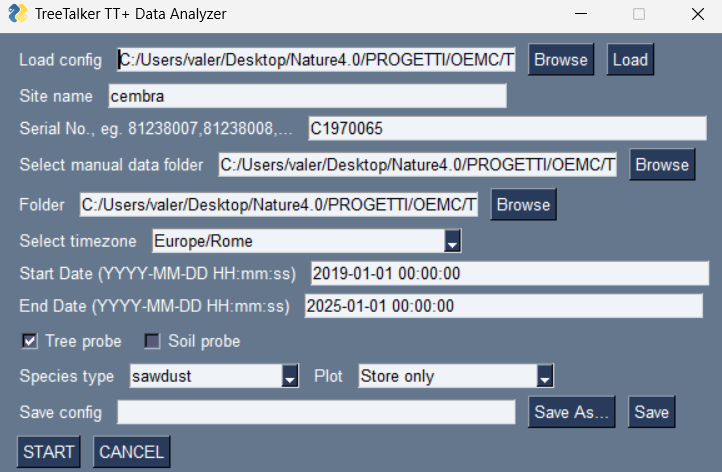 TreeTalker TT+ Data Analyzer
Load config C:/Users/valer/Desktop/Nature4.0/PROGETTI/OEMC/T Browse Load
Site name cembra
Serial No., eg. 81238007,81238008,... C1970065
Select manual data folder C:/Users/valer/Desktop/Nature4.0/PROGETTI/OEMC/T Browse
Folder C:/Users/valer/Desktop/Nature4.0/PROGETTI/OEMC/T Browse
Select timezone Europe/Rome
Start Date (YYYY-MM-DD HH:mm:ss) 2019-01-01 00:00:00
End Date (YYYY-MM-DD HH:mm:ss) 2025-01-01 00:00:00
Tree probe Soil probe
Species type sawdust Plot Store only
Save config Save As... Save
START CANCEL